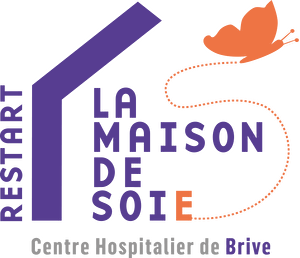 RESTART
LA
MAISON
DE
SOIE
Centre Hospitalier de Brive